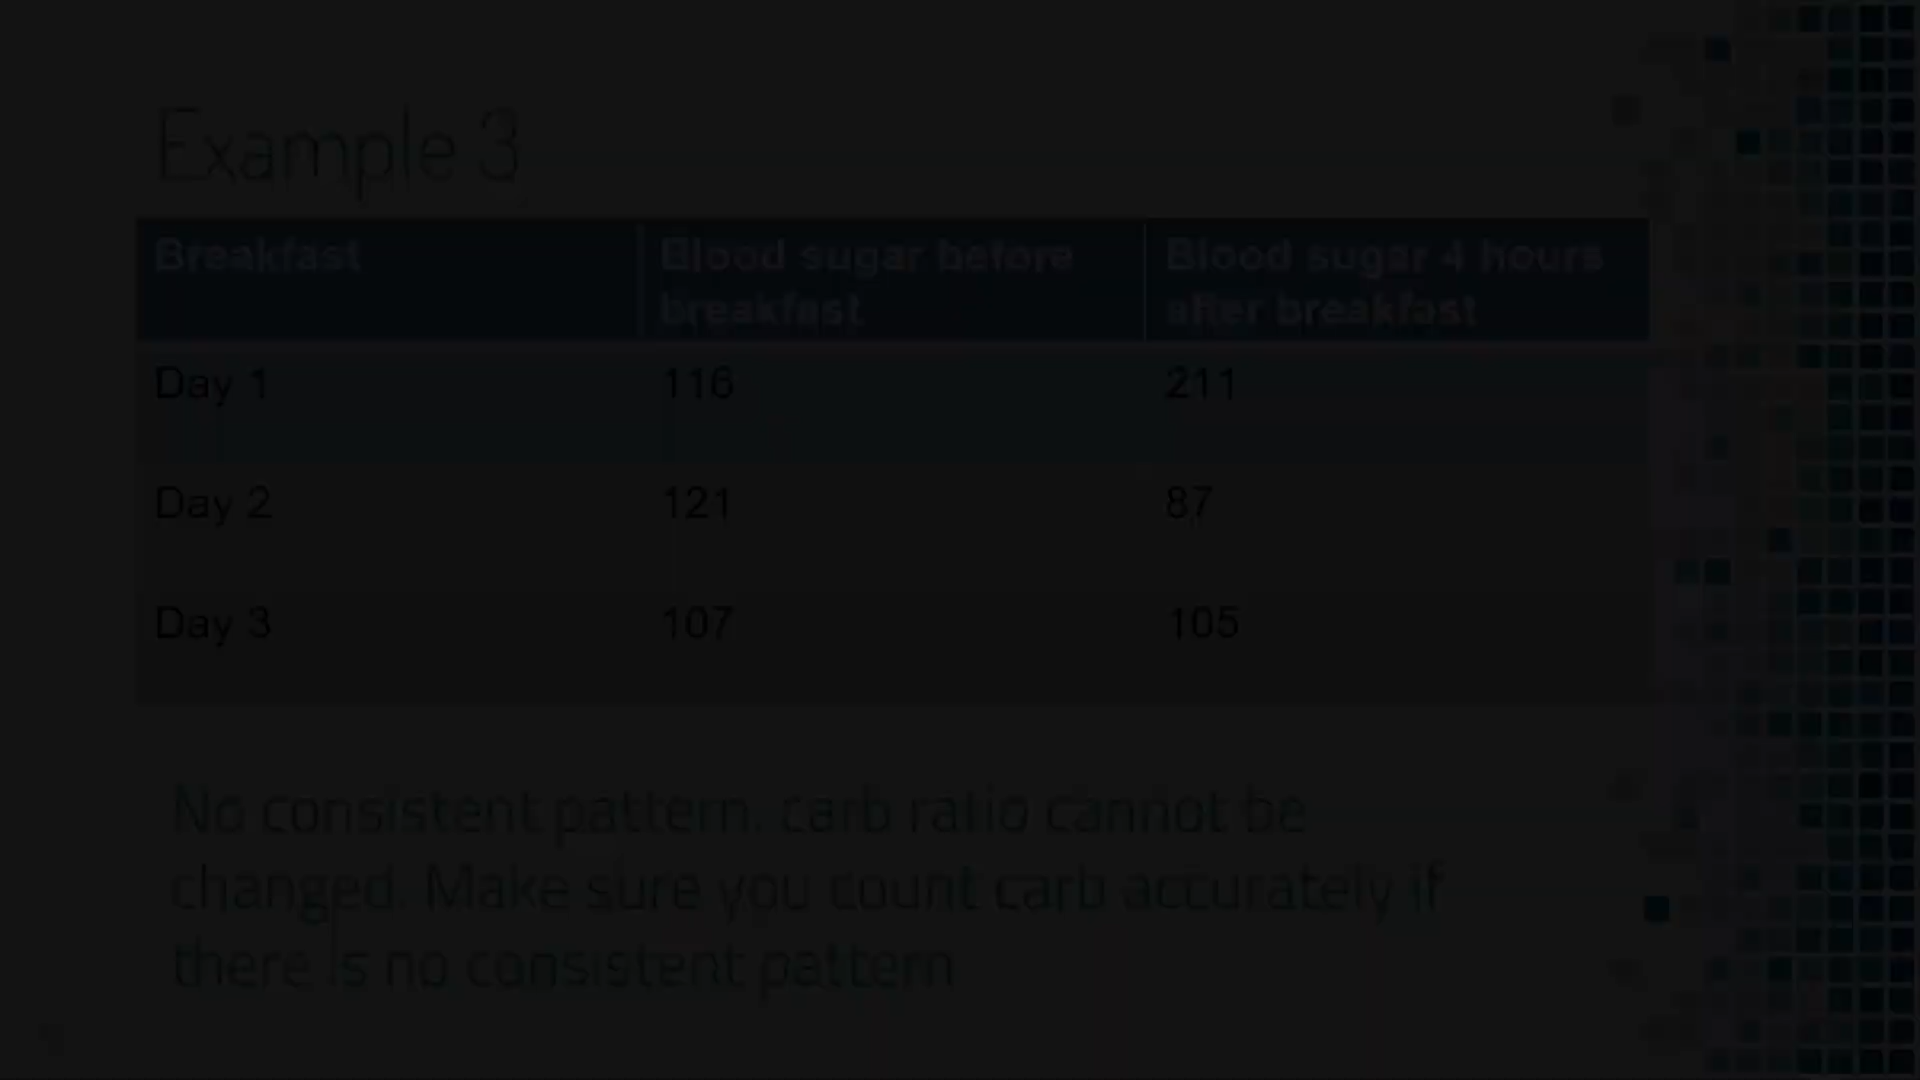 Example 3
Breakfast
Blood sugar before
breakfast
Blood sugar 4 hours
after breakfast
Day 1
116
211
Day 2
121
87
Day 3
107
105
No consistent pattern, carb ratio cannot be
changed. Make sure you count carb accurately if
there is no consistent pattern